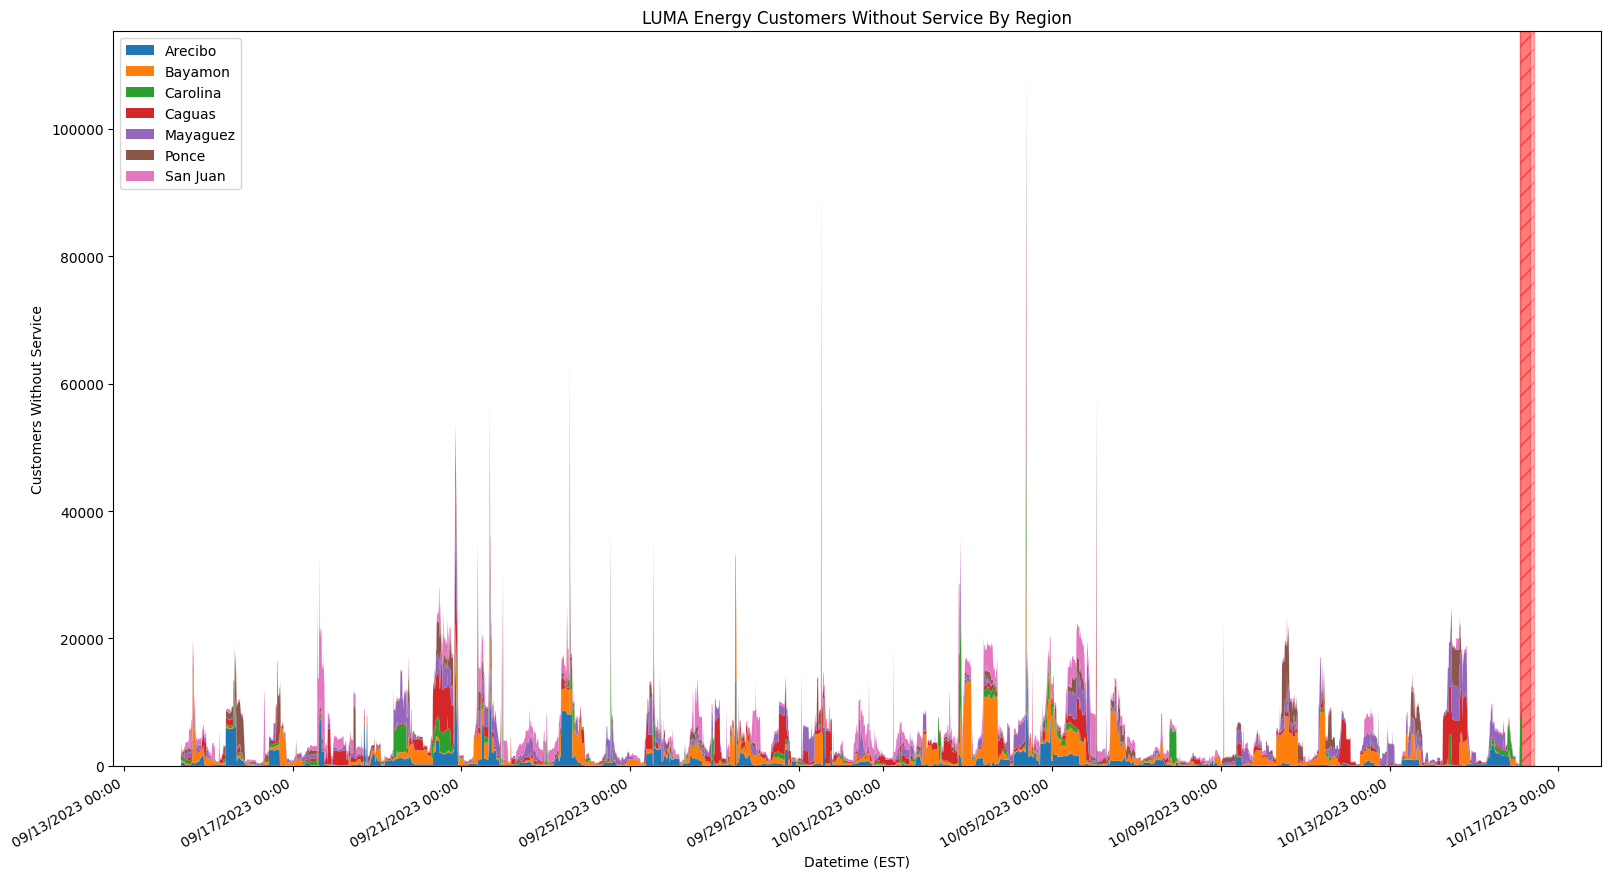 LUMA Energy Customers Without Service By Region
Arecibo
Bayamon
Carolina
Caguas
Mayaguez
Ponce
San Juan
100000
80000
60000
40000
20000
0
Customers Without Service
09/13/2023 00:00
09/17/2023 00:00
09/21/2023 00:00
09/25/2023 00:00
09/29/2023 00:00
10/01/2023 00:00
10/05/2023 00:00
10/09/2023 00:00
10/13/2023 00:00
10/17/2023 00:00
Datetime (EST)